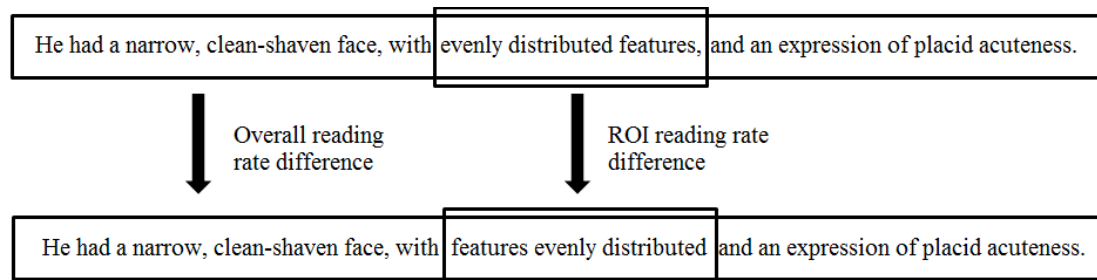 He had a narrow, clean-shaven face, with evenly distributed features, and an expression of placid acuteness.
Overall reading
rate difference
ROI reading rate
difference
He had a narrow, clean-shaven face, with features evenly distributed and an expression of placid acuteness.